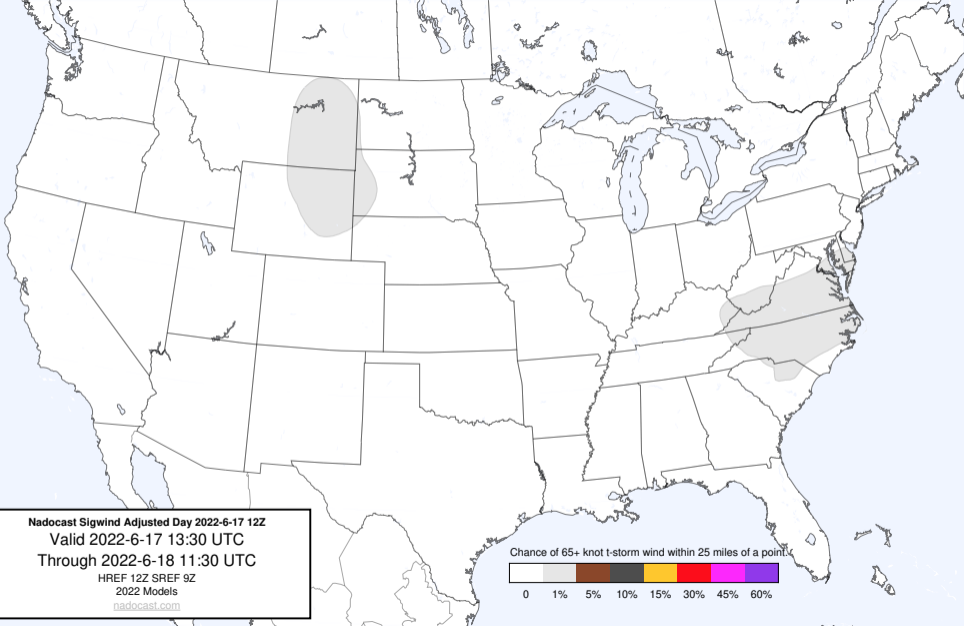 Nadocast Sigwind Adjusted Day 2022-6-17 12Z
Valid 2022-6-17 13:30 UTC
Through 2022-6-18 11:30 UTC
HREF 12Z SREF 9Z
2022 Models
nadocast.com
Chance of 65+ knot t-storm wind within 25 miles of a point.
0 1% 5% 10% 15% 30% 45% 60%